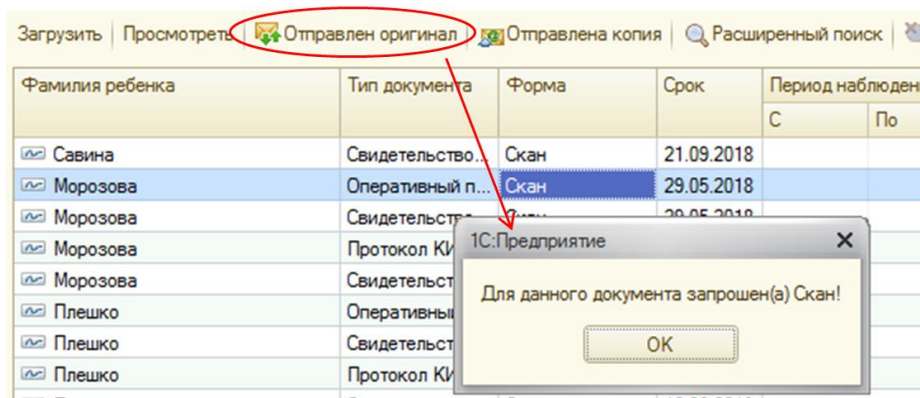 Загрузить Просмотреть Отправлен оригинал Отправлена копия Расширенный поиск
Фамилия ребенка Тип документа Форма Срок Период наблюден
С По
Савина Свидетельство... Скан 21.09.2018
Морозова Оперативный п... Скан 29.05.2018
Морозова
Морозова Протокол КИ
Морозова Свидетельст
Плешко Оперативны
Плешко Свидетельст
Плешко Протокол КИ
1С:Предприятие
Для данного документа запрошен(а) Скан!
OK